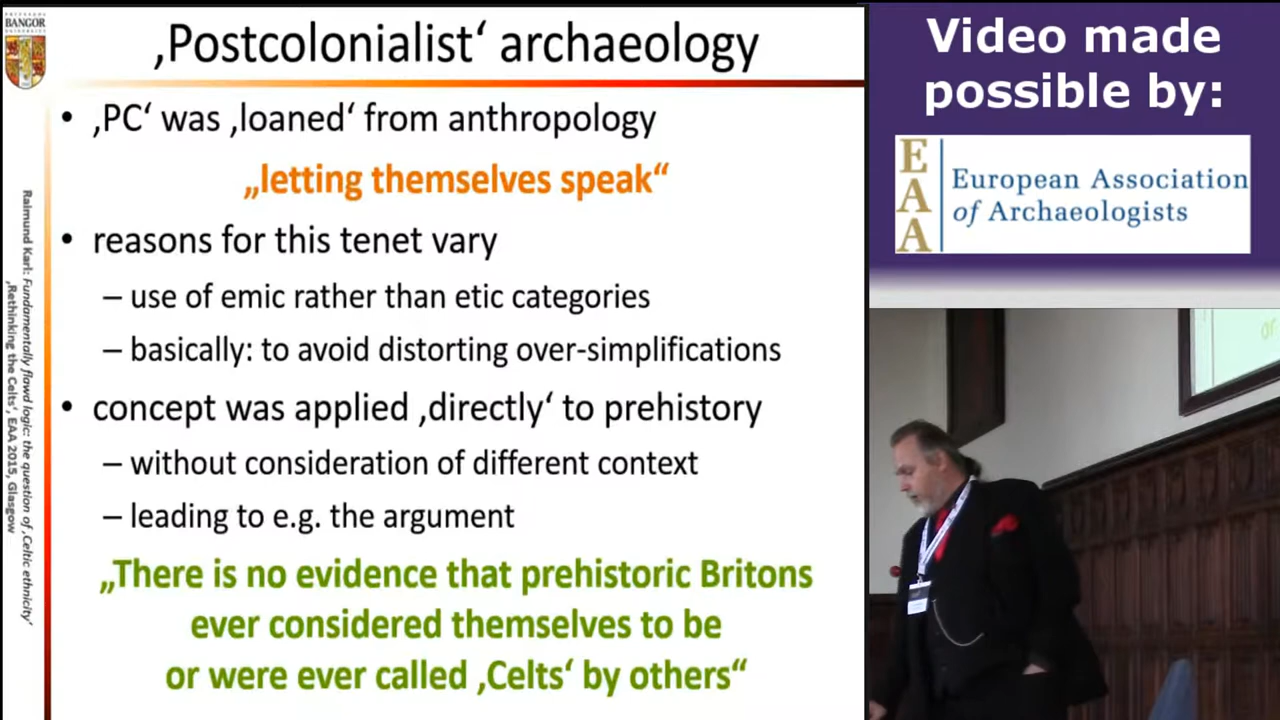 BANGOR
UNIVERSITY
‚Postcolonialist‘ archaeology
• ‚PC‘ was ‚loaned‘ from anthropology
„letting themselves speak“
• reasons for this tenet vary
– use of emic rather than etic categories
– basically: to avoid distorting over-simplifications
• concept was applied ‚directly‘ to prehistory
– without consideration of different context
– leading to e.g. the argument
„There is no evidence that prehistoric Britons
ever considered themselves to be
or were ever called ‚Celts‘ by others“
Raimund Karl: Fundamentally flawd logic: the question of ‚Celtic ethnicity‘
‚Rethinking the Celts‘, EAA 2015, Glasgow
Video made
possible by:
EAA
European Association
of Archaeologists
or